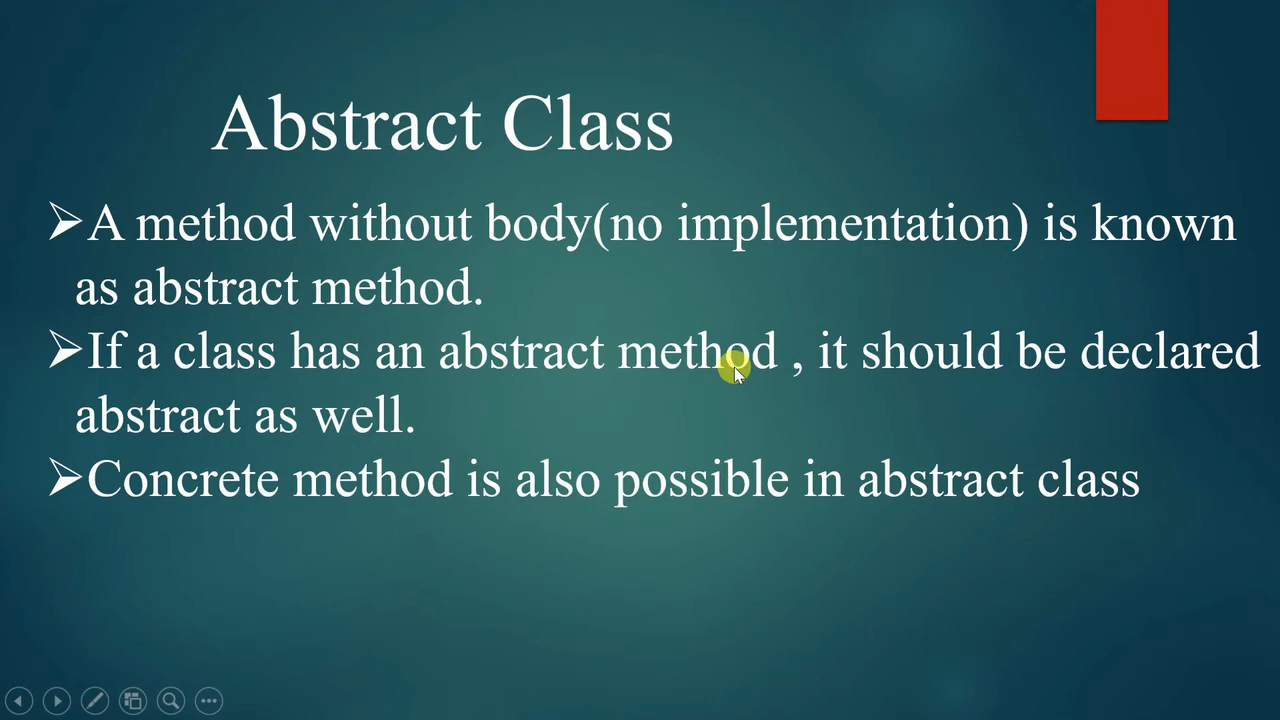 Abstract Class
➢A method without body(no implementation) is known
as abstract method.
➢If a class has an abstract method , it should be declared
abstract as well.
➢Concrete method is also possible in abstract class